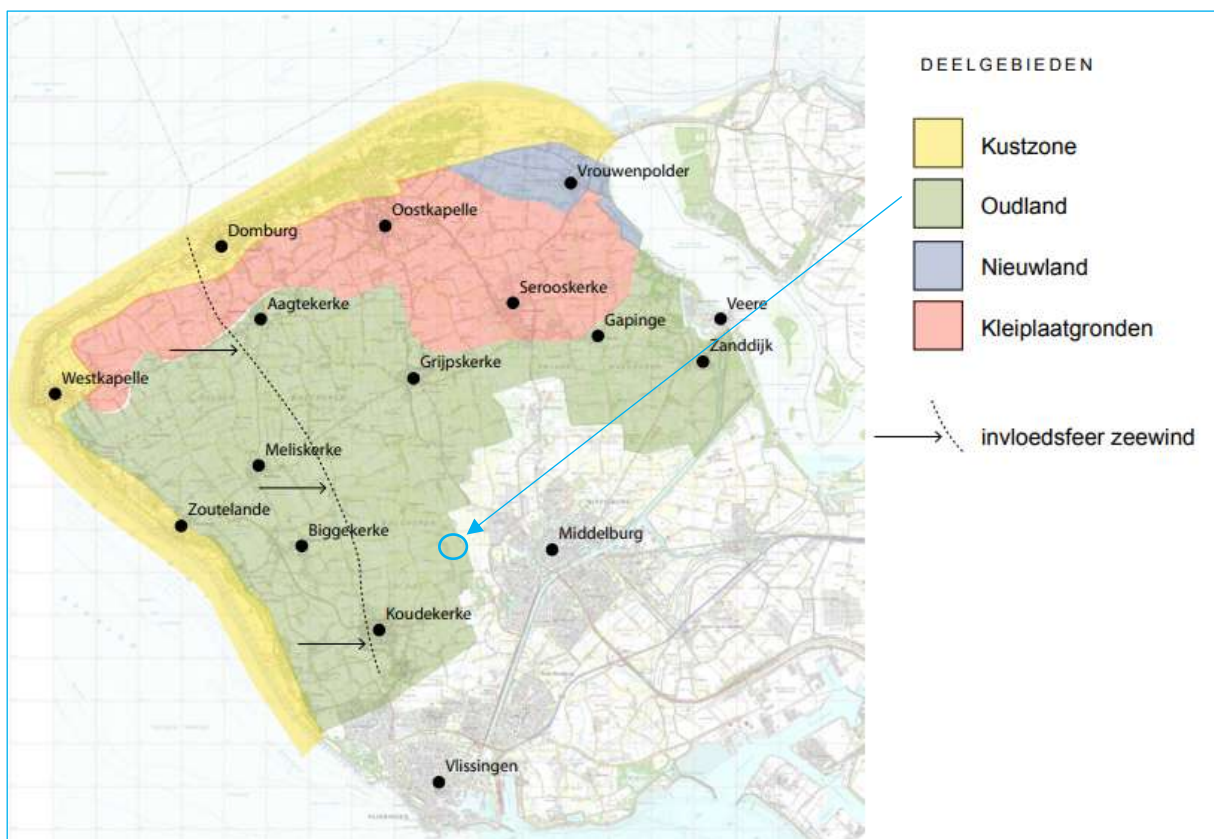 DEELGEBIEDEN
Kustzone
Oudland
Nieuwland
Kleiplaatgronden
invloedsfeer zeewind
Vrouwenpolder
Oostkapelle
Domburg
Serooskerke
Aagtekerke
Veere
Gapinge
Zanddijk
Grijpskerke
Westkapelle
Meliskerke
Zoutelande
Biggekerke
Middelburg
Koudekerke
Vlissingen